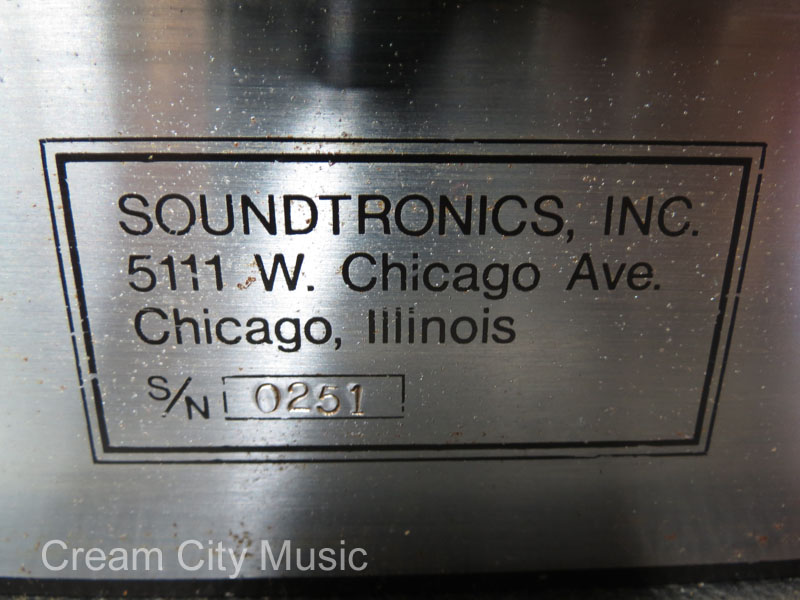 SOUNDTRONICS, INC.
5111 W. Chicago Ave.
Chicago, Illinois
S/N 0251
Cream City Music